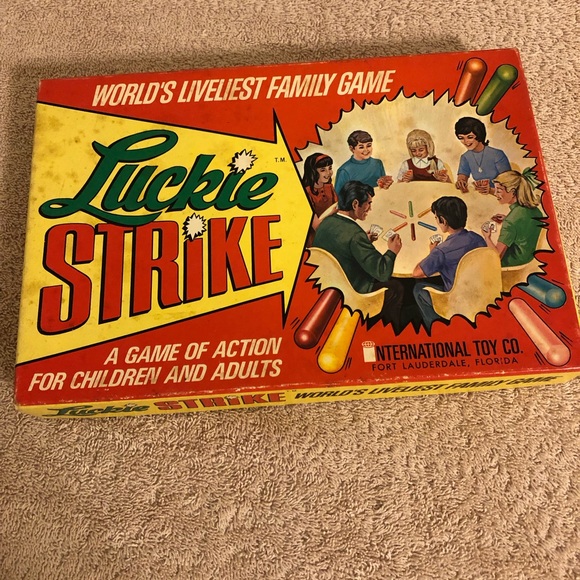 WORLD'S LIVELIEST FAMILY GAME
Luckie
T.M.
STRiKE
A GAME OF ACTION
FOR CHILDREN AND ADULTS
INTERNATIONAL TOY CO.
FORT LAUDERDALE, FLORIDA
Luckie STRiKE WORLD'S LIVELIEST FAMILY GAME